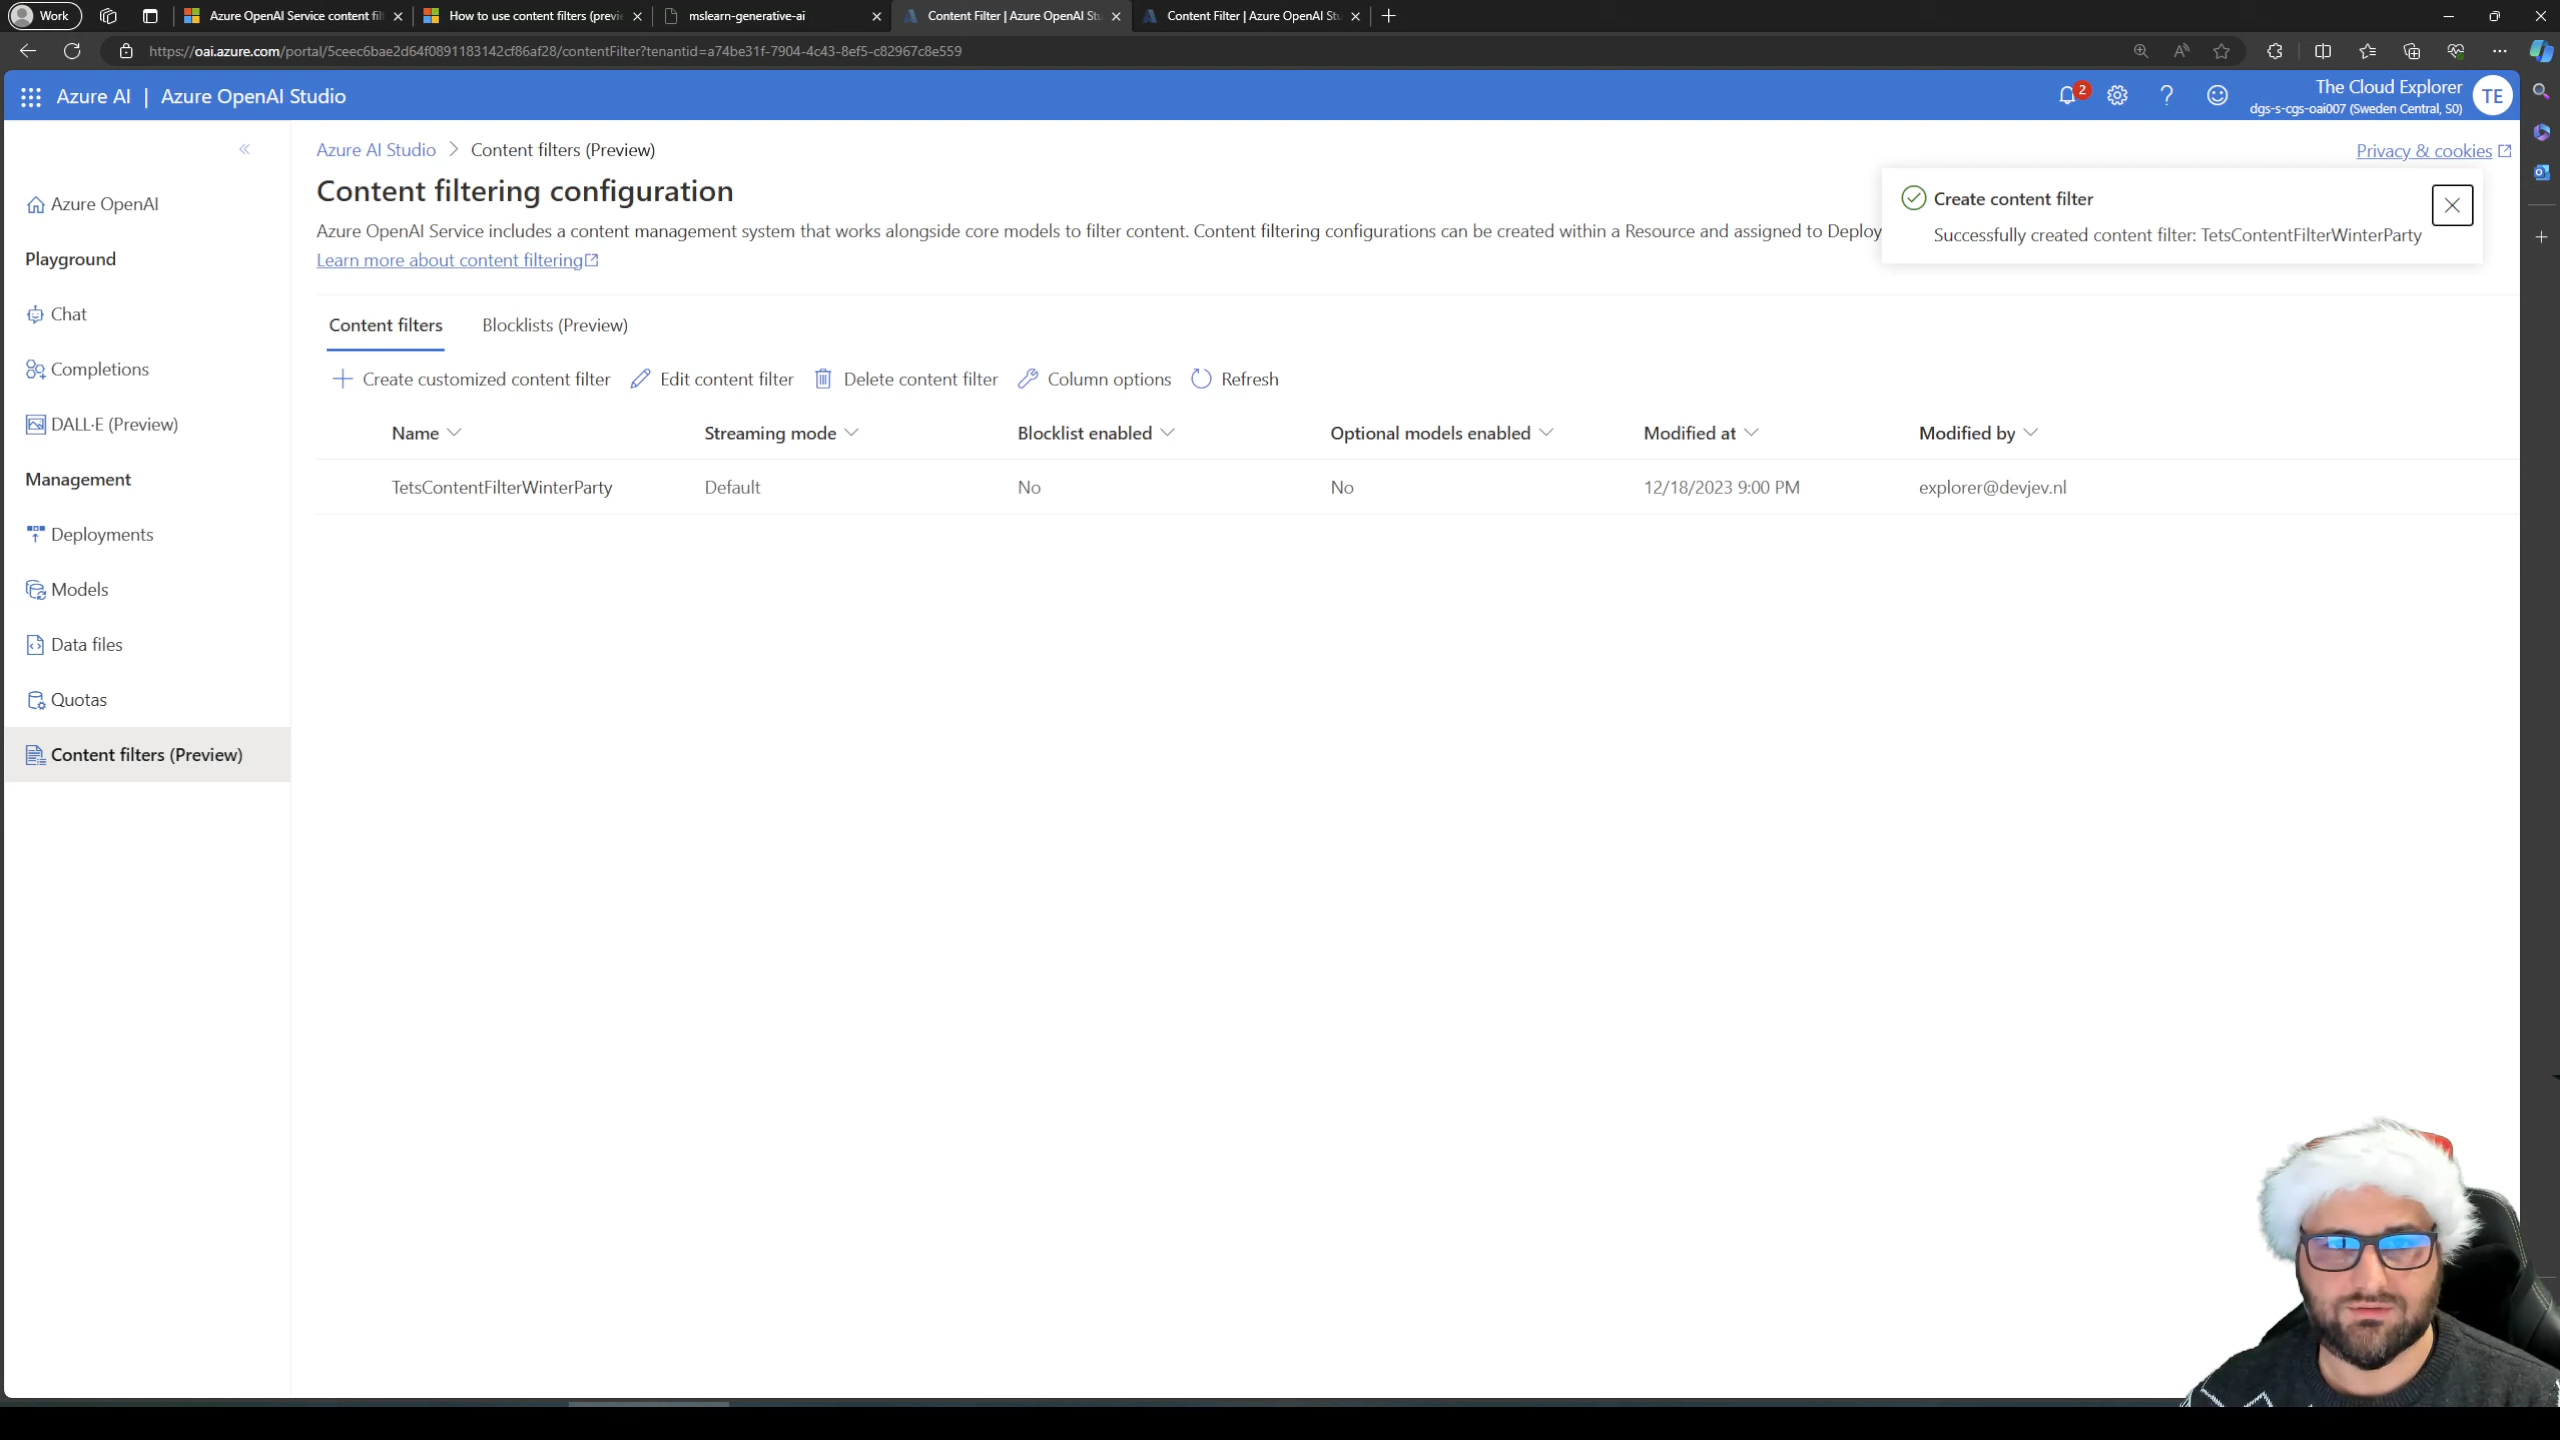 Work
Azure OpenAI Service content fil
How to use content filters (previe
mslearn-generative-ai
Content Filter | Azure OpenAI Stu
Content Filter | Azure OpenAI Stu
https://oai.azure.com/portal/5ceec6bae2d64f0891183142cf86af28/contentFilter?tenantid=a74be31f-7904-4c43-8ef5-c82967c8e559
Azure AI | Azure OpenAI Studio
2
The Cloud Explorer
dgs-s-cgs-oai007 (Sweden Central, S0)
TE
Azure AI Studio > Content filters (Preview)
Privacy & cookies
Content filtering configuration
Azure OpenAI Service includes a content management system that works alongside core models to filter content. Content filtering configurations can be created within a Resource and assigned to Deploy
Learn more about content filtering
Create content filter
Successfully created content filter: TetsContentFilterWinterParty
Azure OpenAI
Playground
Chat
Completions
DALL·E (Preview)
Management
Deployments
Models
Data files
Quotas
Content filters (Preview)
Content filters
Blocklists (Preview)
Create customized content filter
Edit content filter
Delete content filter
Column options
Refresh
Name
Streaming mode
Blocklist enabled
Optional models enabled
Modified at
Modified by
TetsContentFilterWinterParty
Default
No
No
12/18/2023 9:00 PM
explorer@devjev.nl